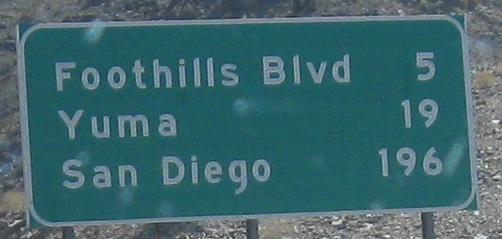 Foothills Blvd 5
Yuma 19
San Diego 196